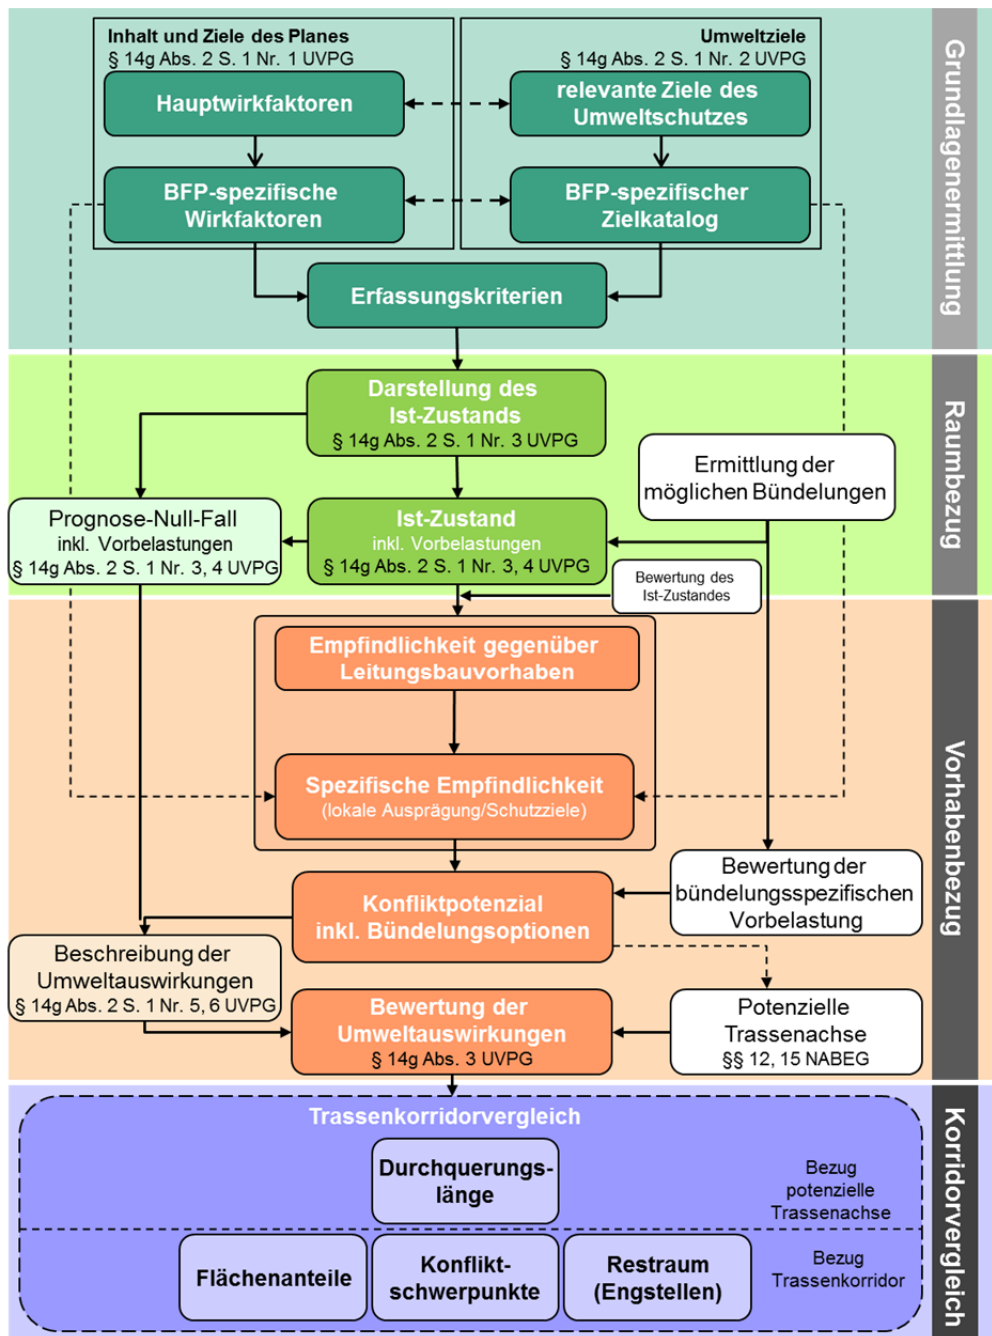 Inhalt und Ziele des Planes
§ 14g Abs. 2 S. 1 Nr. 1 UVPG
Umweltziele
§ 14g Abs. 2 S. 1 Nr. 2 UVPG
Hauptwirkfaktoren
relevante Ziele des
Umweltschutzes
BFP-spezifische
Wirkfaktoren
BFP-spezifischer
Zielkatalog
Erfassungskriterien
Grundlagenermittlung
Darstellung des
Ist-Zustands
§ 14g Abs. 2 S. 1 Nr. 3 UVPG
Ermittlung der
möglichen Bündelungen
Prognose-Null-Fall
inkl. Vorbelastungen
§ 14g Abs. 2 S. 1 Nr. 3, 4 UVPG
Ist-Zustand
inkl. Vorbelastungen
§ 14g Abs. 2 S. 1 Nr. 3, 4 UVPG
Raumbezug
Bewertung des
Ist-Zustandes
Empfindlichkeit gegenüber
Leitungsbauvorhaben
Spezifische Empfindlichkeit
(lokale Ausprägung/Schutzziele)
Konfliktpotenzial
inkl. Bündelungsoptionen
Bewertung der
bündelungsspezifischen
Vorbelastung
Beschreibung der
Umweltauswirkungen
§ 14g Abs. 2 S. 1 Nr. 5, 6 UVPG
Bewertung der
Umweltauswirkungen
§ 14g Abs. 3 UVPG
Potenzielle
Trassenachse
§§ 12, 15 NABEG
Vorhabenbezug
Trassenkorridorvergleich
Durchquerungs-
länge
Bezug
potenzielle
Trassenachse
Flächenanteile
Konflikt-
schwerpunkte
Restraum
(Engstellen)
Bezug
Trassenkorridor
Korridorvergleich